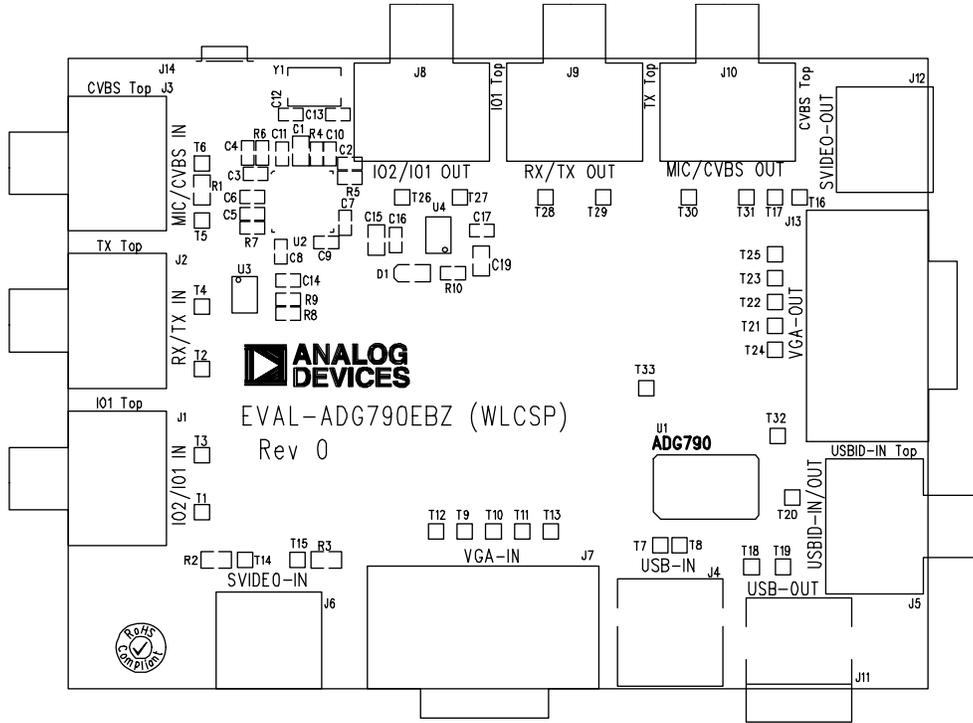 J14
Y1
J8
IO1 Top
J9
TX Top
J10
CVBS Top
J12
CVBS Top
J3
C12
C13
SVIDEO-OUT
MIC/CVBS IN
T6
R1
T5
C4
R6
C11
C1
R4
C10
C2
C3
R5
C6
C5
R7
C7
U2
C9
C8
IO2/IO1 OUT
RX/TX OUT
MIC/CVBS OUT
T26
T27
T28
T29
T30
T31
T17
T16
J13
U4
C15
C16
C17
C19
D1
R10
TX Top
J2
T4
RX/TX IN
T2
U3
C14
R9
R8
T25
T23
T22
T21
T24
VGA-OUT
ANALOG
DEVICES
EVAL-ADG790EBZ (WLCSP)
Rev 0
T33
T32
U1
ADG790
IO1 Top
J1
T3
IO2/IO1 IN
T1
USBID-IN Top
USBID-IN/OUT
T20
T12
T9
T10
T11
T13
VGA-IN
J7
R2
T14
T15
R3
SVIDEO-IN
J6
T7
T8
USB-IN
J4
T18
T19
USB-OUT
J5
J11
RoHS
Compliant